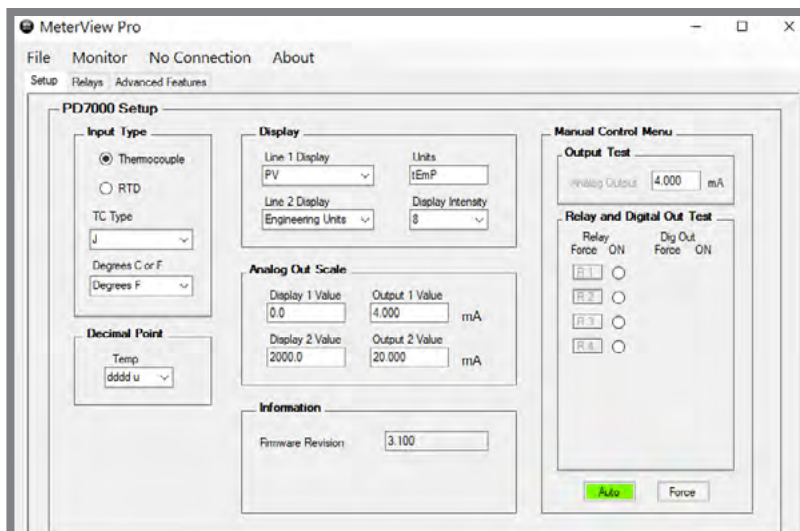 MeterView Pro
File Monitor No Connection About
Setup Relays Advanced Features
PD7000 Setup
Input Type
Thermocouple
RTD
TC Type
J
Degrees C or F
Degrees F
Decimal Point
Temp
dddd u
Display
Line 1 Display Units
PV tEmP
Line 2 Display Display Intensity
Engineering Units 8
Analog Out Scale
Display 1 Value Output 1 Value
0.0 4.000 mA
Display 2 Value Output 2 Value
2000.0 20.000 mA
Information
Firmware Revision 3.100
Manual Control Menu
Output Test
Analog Output 4.000 mA
Relay and Digital Out Test
Relay Dig Out
Force ON Force ON
R 1
R 2
R 3
R 4
Auto Force